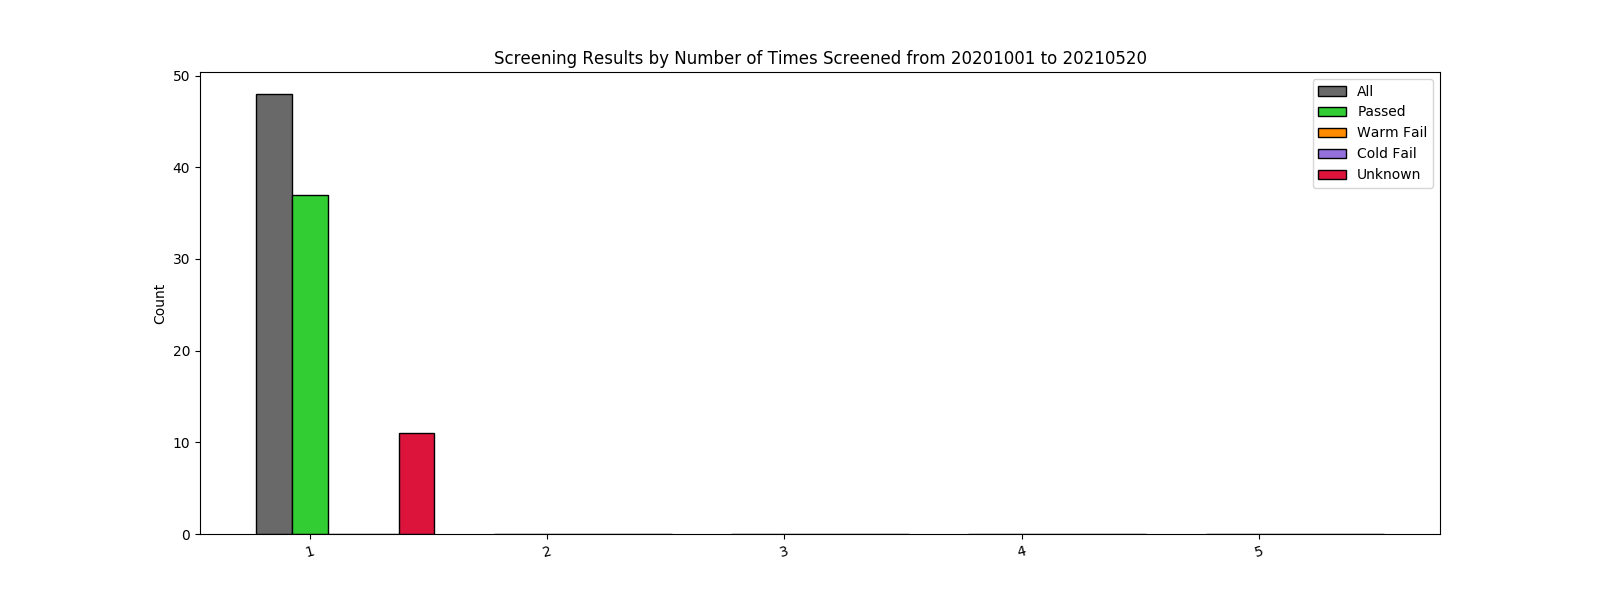 Screening Results by Number of Times Screened from 20201001 to 20210520
50
40
30
20
10
0
Count
1
2
3
4
5
All
Passed
Warm Fail
Cold Fail
Unknown